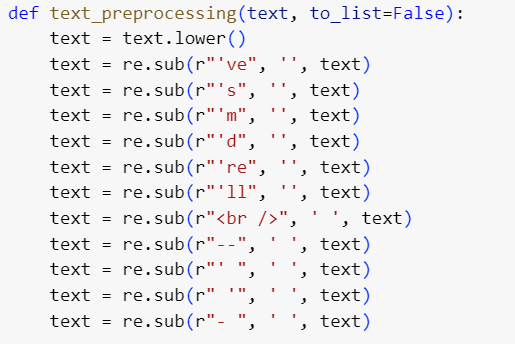 def text_preprocessing(text, to_list=False):
    text = text.lower()
    text = re.sub(r"'ve", '', text)
    text = re.sub(r"'s", '', text)
    text = re.sub(r"'m", '', text)
    text = re.sub(r"'d", '', text)
    text = re.sub(r"'re", '', text)
    text = re.sub(r"'ll", '', text)
    text = re.sub(r"<br />", ' ', text)
    text = re.sub(r"--", ' ', text)
    text = re.sub(r"' ", ' ', text)
    text = re.sub(r" '", ' ', text)
    text = re.sub(r"- ", ' ', text)